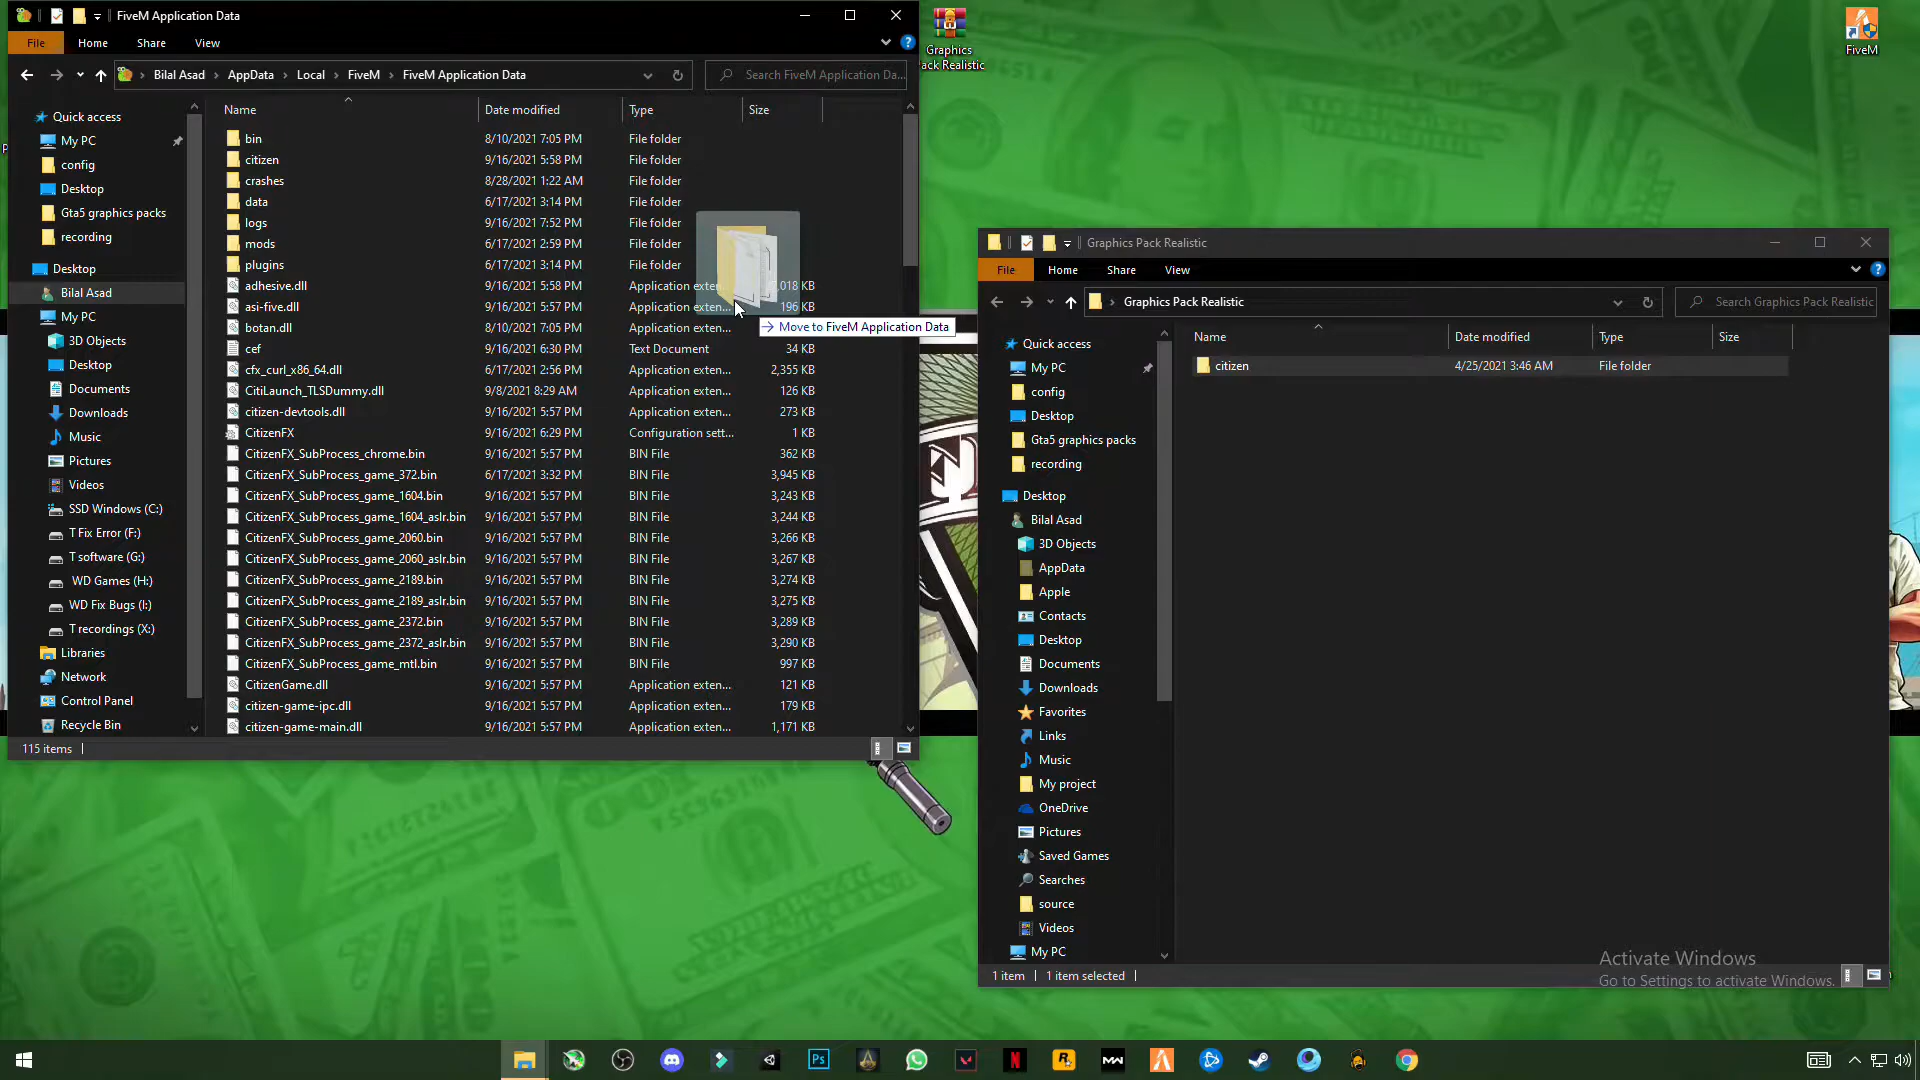 FiveM Application Data
File Home Share View
Bilal Asad AppData Local FiveM FiveM Application Data
Search FiveM Application Da...
Name Date modified Type Size
Quick access
My PC
config
Desktop
Gta5 graphics packs
recording
Desktop
Bilal Asad
My PC
3D Objects
Desktop
Documents
Downloads
Music
Pictures
Videos
SSD Windows (C:)
T Fix Error (F:)
T software (G:)
WD Games (H:)
WD Fix Bugs (I:)
T recordings (X:)
Libraries
Network
Control Panel
Recycle Bin
bin 8/10/2021 7:05 PM File folder
citizen 9/16/2021 5:58 PM File folder
crashes 8/28/2021 1:22 AM File folder
data 6/17/2021 3:14 PM File folder
logs 9/16/2021 7:52 PM File folder
mods 6/17/2021 2:59 PM File folder
plugins 6/17/2021 3:14 PM File folder
adhesive.dll 9/16/2021 5:58 PM Application exten... ,018 KB
asi-five.dll 9/16/2021 5:57 PM Application exten... 196 KB
botan.dll 8/10/2021 7:05 PM Application exten...
Move to FiveM Application Data
cef 9/16/2021 6:30 PM Text Document 34 KB
cfx_curl_x86_64.dll 6/17/2021 2:56 PM Application exten... 2,355 KB
CitiLaunch_TLSDummy.dll 9/8/2021 8:29 AM Application exten... 126 KB
citizen-devtools.dll 9/16/2021 5:57 PM Application exten... 273 KB
CitizenFX 9/16/2021 6:29 PM Configuration sett... 1 KB
CitizenFX_SubProcess_chrome.bin 9/16/2021 5:57 PM BIN File 362 KB
CitizenFX_SubProcess_game_372.bin 6/17/2021 3:32 PM BIN File 3,945 KB
CitizenFX_SubProcess_game_1604.bin 9/16/2021 5:57 PM BIN File 3,243 KB
CitizenFX_SubProcess_game_1604_aslr.bin 9/16/2021 5:57 PM BIN File 3,244 KB
CitizenFX_SubProcess_game_2060.bin 9/16/2021 5:57 PM BIN File 3,266 KB
CitizenFX_SubProcess_game_2060_aslr.bin 9/16/2021 5:57 PM BIN File 3,267 KB
CitizenFX_SubProcess_game_2189.bin 9/16/2021 5:57 PM BIN File 3,274 KB
CitizenFX_SubProcess_game_2189_aslr.bin 9/16/2021 5:57 PM BIN File 3,275 KB
CitizenFX_SubProcess_game_2372.bin 9/16/2021 5:57 PM BIN File 3,289 KB
CitizenFX_SubProcess_game_2372_aslr.bin 9/16/2021 5:57 PM BIN File 3,290 KB
CitizenFX_SubProcess_game_mtl.bin 9/16/2021 5:57 PM BIN File 997 KB
CitizenGame.dll 9/16/2021 5:57 PM Application exten... 121 KB
citizen-game-ipc.dll 9/16/2021 5:57 PM Application exten... 179 KB
citizen-game-main.dll 9/16/2021 5:57 PM Application exten... 1,171 KB
115 items
Graphics
ack Realistic
FiveM
Graphics Pack Realistic
File Home Share View
Graphics Pack Realistic
Search Graphics Pack Realistic
Name Date modified Type Size
citizen 4/25/2021 3:46 AM File folder
Quick access
My PC
config
Desktop
Gta5 graphics packs
recording
Desktop
Bilal Asad
3D Objects
AppData
Apple
Contacts
Desktop
Documents
Downloads
Favorites
Links
Music
My project
OneDrive
Pictures
Saved Games
Searches
source
Videos
My PC
1 item 1 item selected
Activate Windows
Go to Settings to activate Windows.
Ps
N
R
MW